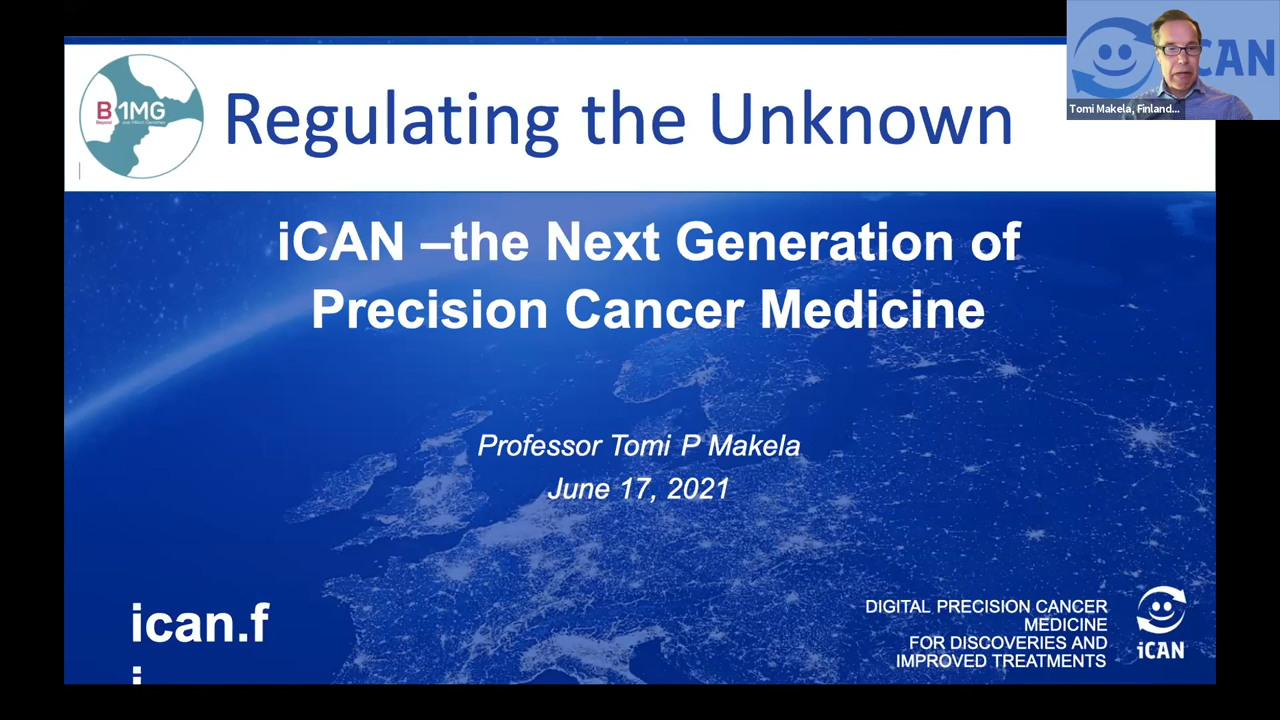 B1MG
Regulating the Unknown
iCAN
Tomi Makela, Finland...
iCAN –the Next Generation of
Precision Cancer Medicine
Professor Tomi P Makela
June 17, 2021
ican.f
i
DIGITAL PRECISION CANCER
MEDICINE
FOR DISCOVERIES AND
IMPROVED TREATMENTS
iCAN